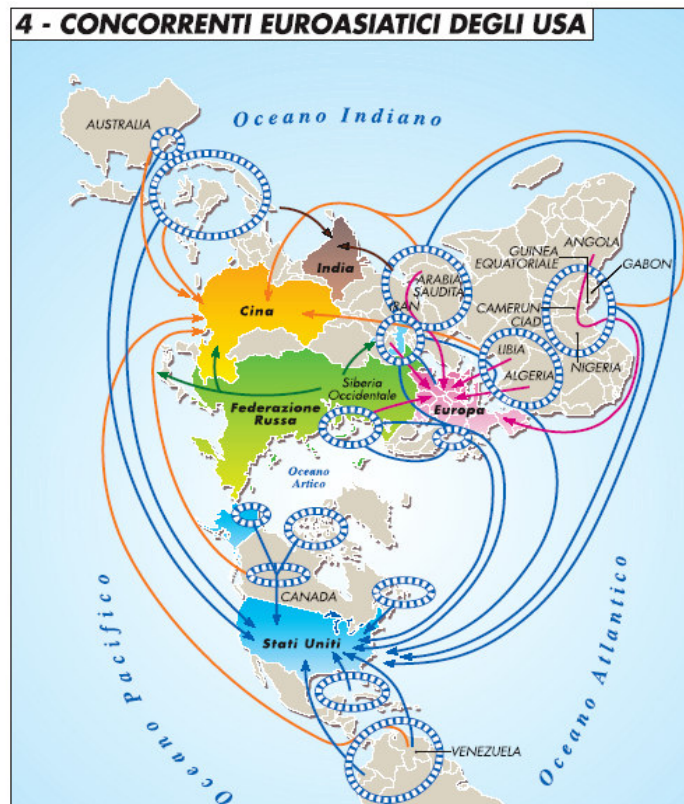 4 - CONCORRENTI EUROASIATICI DEGLI USA
AUSTRALIA
Oceano Indiano
India
Cina
ARABIA
SAUDITA
IRAN
GUINEA
EQUATORIALE
ANGOLA
GABON
CAMERUN
CIAD
NIGERIA
LIBIA
ALGERIA
Siberia
Occidentale
Europa
Federazione
Russa
Oceano
Artico
CANADA
Stati Uniti
Oceano Pacifico
Oceano Atlantico
VENEZUELA